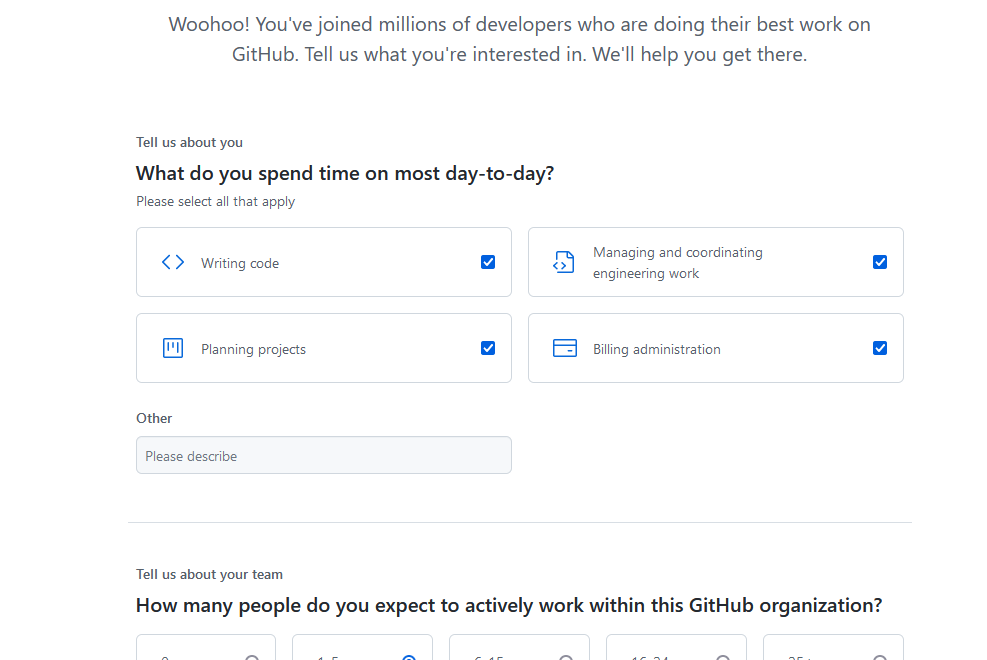 Woohoo! You've joined millions of developers who are doing their best work on
GitHub. Tell us what you're interested in. We'll help you get there.
Tell us about you
What do you spend time on most day-to-day?
Please select all that apply
Writing code
Managing and coordinating
engineering work
Planning projects
Billing administration
Other
Please describe
Tell us about your team
How many people do you expect to actively work within this GitHub organization?